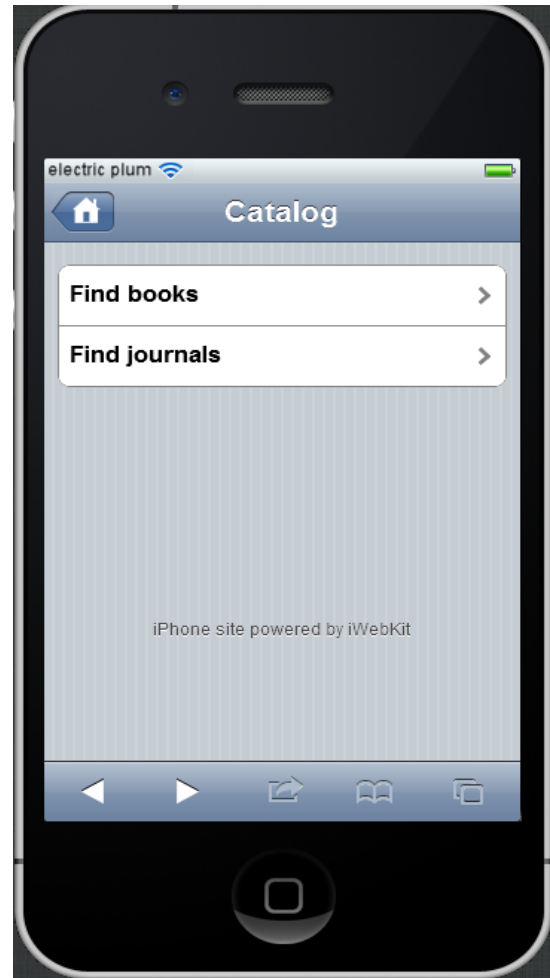 electric plum
Catalog
Find books
Find journals
iPhone site powered by iWebKit